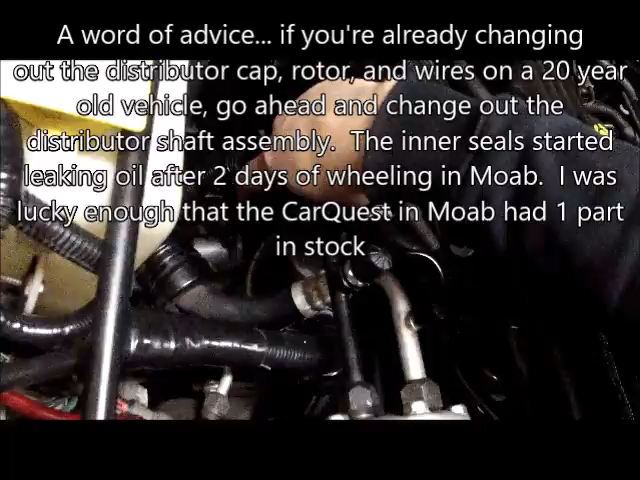 A word of advice... if you're already changing
out the distributor cap, rotor, and wires on a 20 year
old vehicle, go ahead and change out the
distributor shaft assembly.  The inner seals started
leaking oil after 2 days of wheeling in Moab.  I was
lucky enough that the CarQuest in Moab had 1 part
in stock